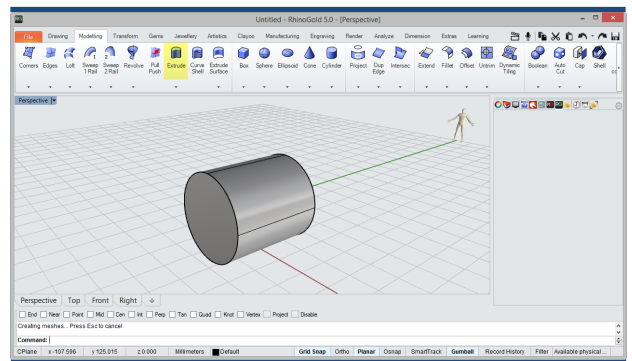 Untitled - RhinoGold 5.0 - [Perspective]
File Drawing Modelling Transform Gems Jewellery Artistics Clayoo Manufacturing Engraving Render Analyze Dimension Extras Learning
Corners Edges Loft Sweep 1 Rail Sweep 2 Rail Revolve Pull Push Extrude Curve Shell Extrude Surface Box Sphere Ellipsoid Cone Cylinder Project Dup Edge Intersec Extend Fillet Offset Untrim Dynamic Tiling Boolean Auto Cut Cap Shell
Perspective
Perspective Top Front Right
End Near Point Mid Cen Int Perp Tan Quad Knot Vertex Project Disable
Creating meshes... Press Esc to cancel
Command:
CPlane x -107.596 y 125.015 z 0.000 Millimeters Default Grid Snap Ortho Planar Osnap SmartTrack Gumball Record History Filter Available physical ...